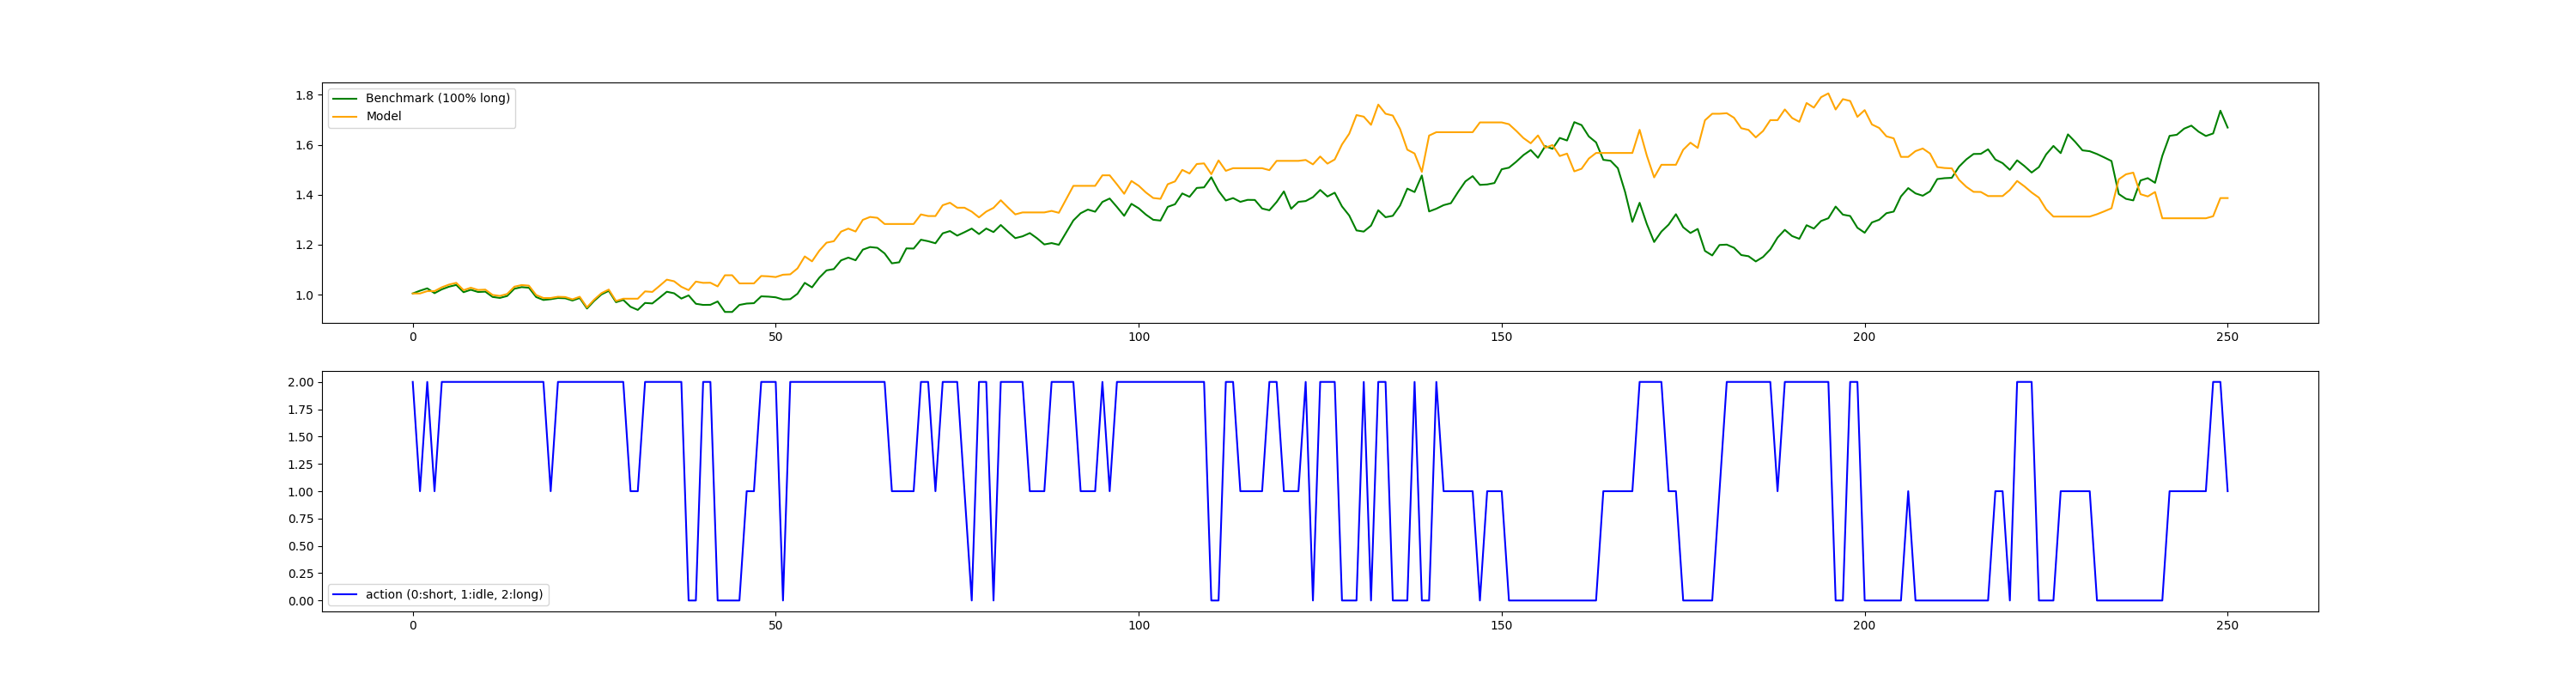 1.8
1.6
1.4
1.2
1.0
Benchmark (100% long)
Model
0 50 100 150 200 250
2.00
1.75
1.50
1.25
1.00
0.75
0.50
0.25
0.00
action (0:short, 1:idle, 2:long)
0 50 100 150 200 250